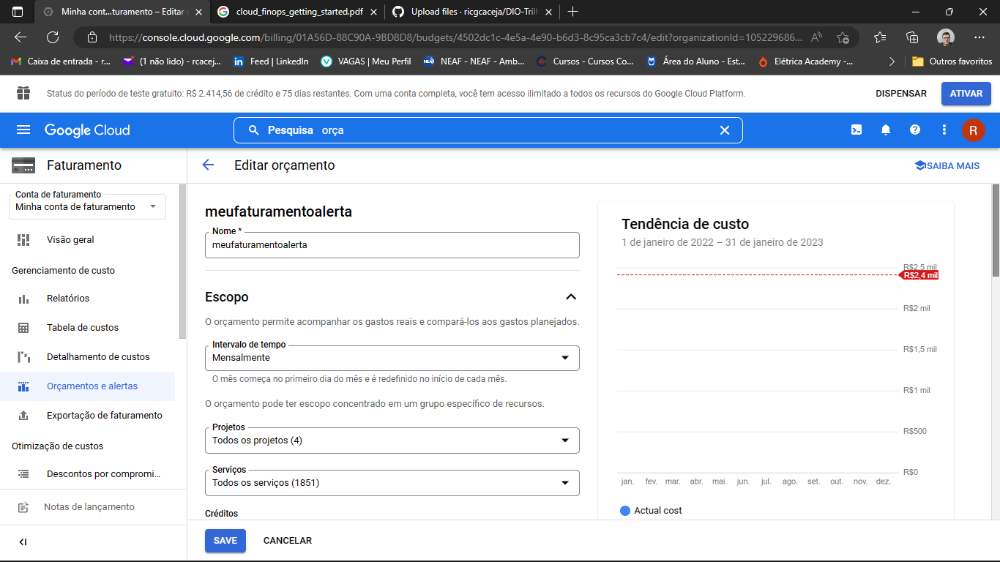 Minha cont...turamento – Editar
cloud_finops_getting_started.pdf
Upload files · ricgcaceja/DIO-Tril
https://console.cloud.google.com/billing/01A56D-88C90A-9BD8D8/budgets/4502dc1c-4e5a-4e90-b6d3-8c95ca3cb7c4/edit?organizationId=105229686...
Caixa de entrada - r...
(1 não lido) - rcacej...
Feed | LinkedIn
VAGAS | Meu Perfil
NEAF - NEAF - Amb...
Cursos - Cursos Co...
Área do Aluno - Est...
Elétrica Academy -...
Outros favoritos
Status do período de teste gratuito: R$ 2.414,56 de crédito e 75 dias restantes. Com uma conta completa, você tem acesso ilimitado a todos os recursos do Google Cloud Platform.
DISPENSAR
ATIVAR
Google Cloud
Pesquisa orça
R
Faturamento
Editar orçamento
SAIBA MAIS
Conta de faturamento
Minha conta de faturamento
Visão geral
Gerenciamento de custo
Relatórios
Tabela de custos
Detalhamento de custos
Orçamentos e alertas
Exportação de faturamento
Otimização de custos
Descontos por compromi...
Notas de lançamento
meufaturamentoalerta
Nome *
meufaturamentoalerta
Escopo
O orçamento permite acompanhar os gastos reais e compará-los aos gastos planejados.
Intervalo de tempo
Mensalmente
O mês começa no primeiro dia do mês e é redefinido no início de cada mês.
O orçamento pode ter escopo concentrado em um grupo específico de recursos.
Projetos
Todos os projetos (4)
Serviços
Todos os serviços (1851)
Créditos
SAVE
CANCELAR
Tendência de custo
1 de janeiro de 2022 – 31 de janeiro de 2023
R$2,5 mil
R$2,4 mil
R$2 mil
R$1,5 mil
R$1 mil
R$500
R$0
jan. fev. mar. abr. mai. jun. jul. ago. set. out. nov. dez.
Actual cost